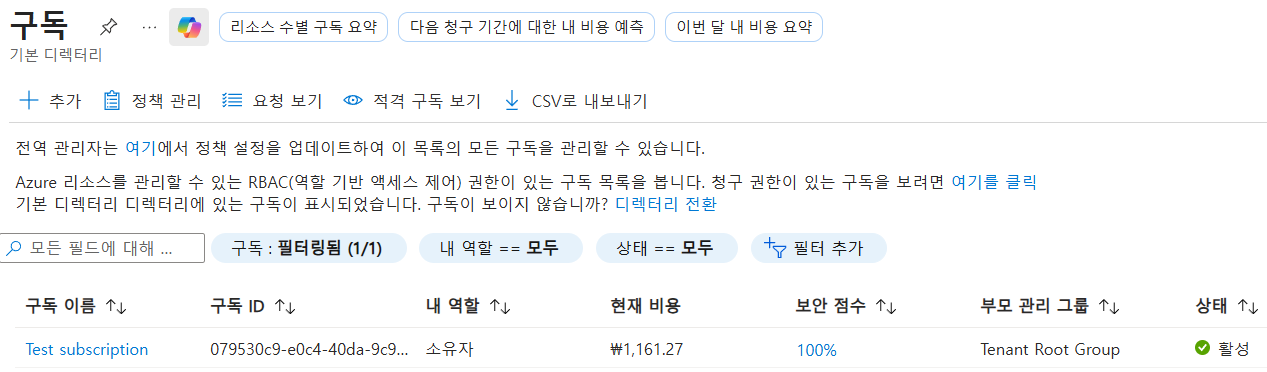 구독
기본 디렉터리
리소스 수별 구독 요약 다음 청구 기간에 대한 내 비용 예측 이번 달 내 비용 요약
추가 정책 관리 요청 보기 적격 구독 보기 CSV로 내보내기
전역 관리자는 여기에서 정책 설정을 업데이트하여 이 목록의 모든 구독을 관리할 수 있습니다.
Azure 리소스를 관리할 수 있는 RBAC(역할 기반 액세스 제어) 권한이 있는 구독 목록을 봅니다. 청구 권한이 있는 구독을 보려면 여기를 클릭
기본 디렉터리 디렉터리에 있는 구독이 표시되었습니다. 구독이 보이지 않습니까? 디렉터리 전환
모든 필드에 대해 ... 구독 : 필터링됨 (1/1) 내 역할 == 모두 상태 == 모두 필터 추가
구독 이름 구독 ID 내 역할 현재 비용 보안 점수 부모 관리 그룹 상태
Test subscription 079530c9-e0c4-40da-9c9... 소유자 ₩1,161.27 100% Tenant Root Group 활성